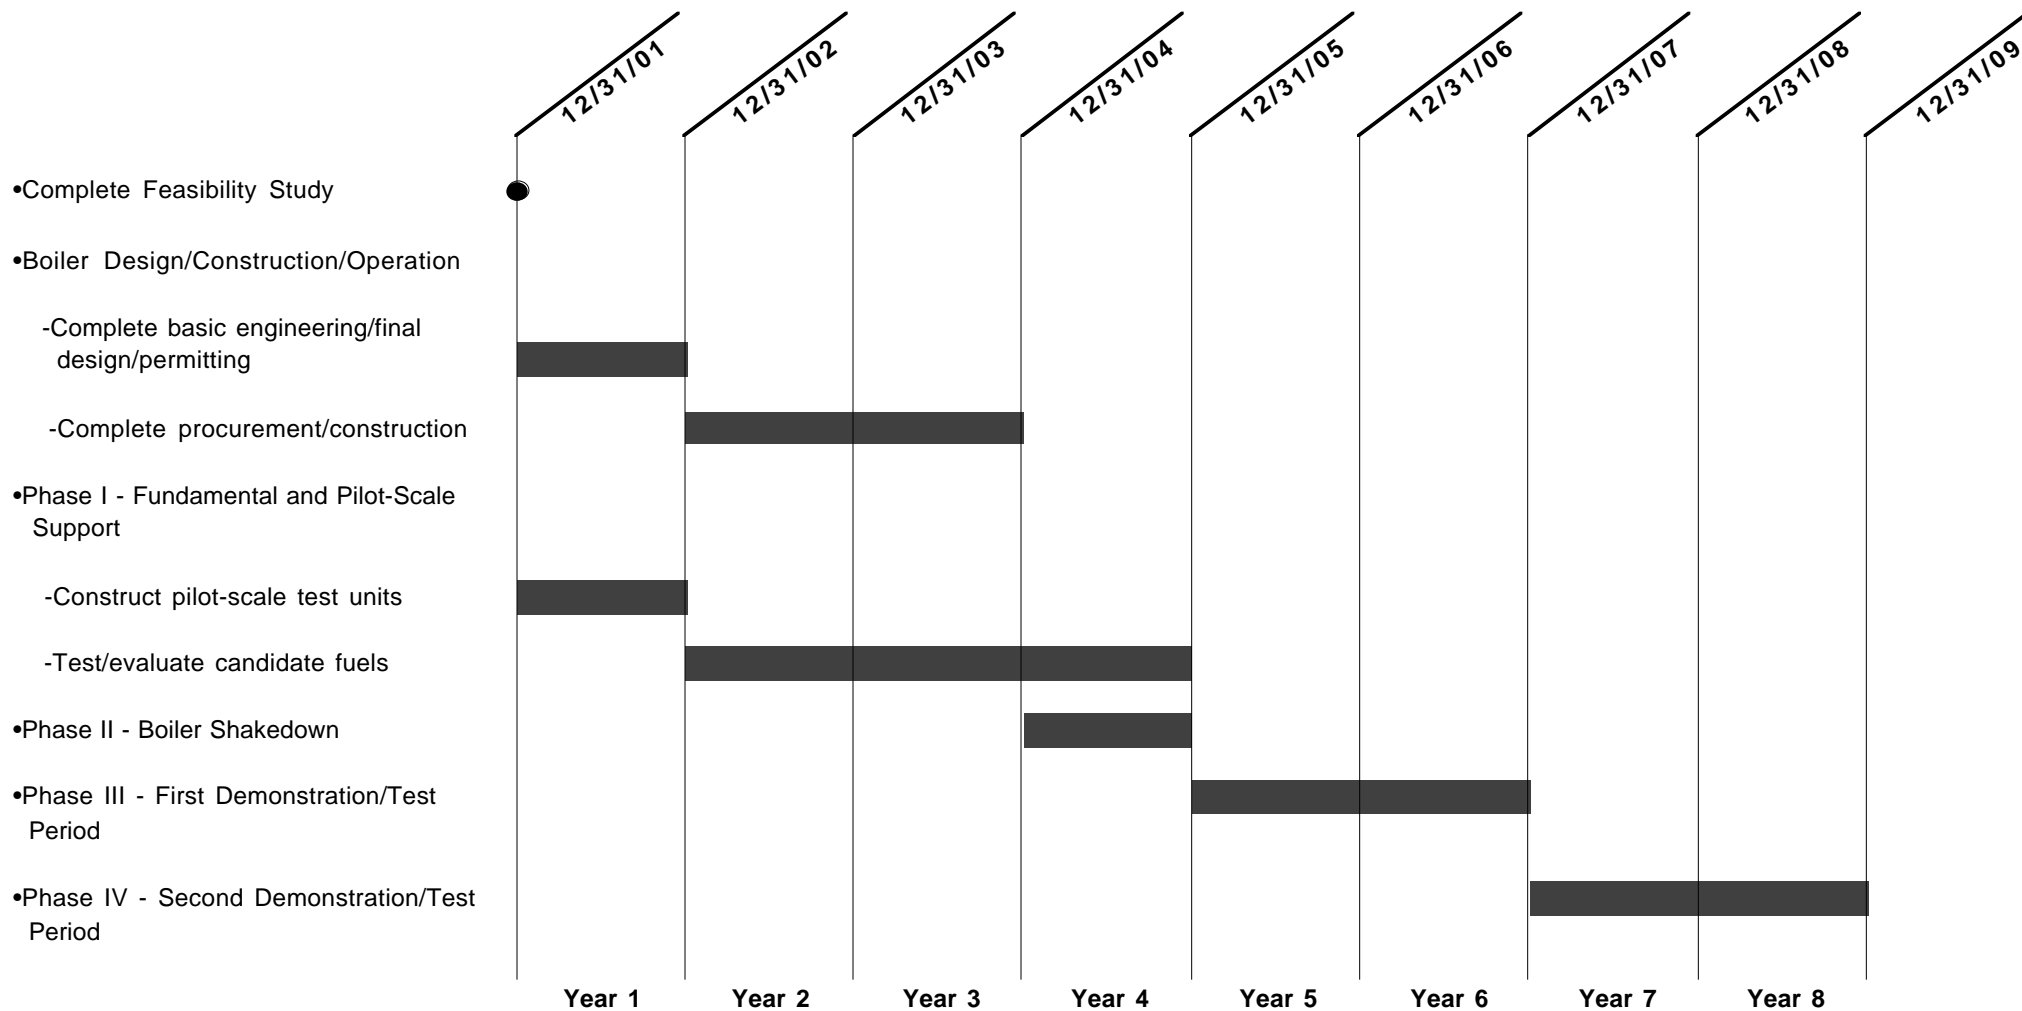 12/31/01
12/31/02
12/31/03
12/31/04
12/31/05
12/31/06
12/31/07
12/31/08
12/31/09
•Complete Feasibility Study
•Boiler Design/Construction/Operation
-Complete basic engineering/final
design/permitting
-Complete procurement/construction
•Phase I - Fundamental and Pilot-Scale
Support
-Construct pilot-scale test units
-Test/evaluate candidate fuels
•Phase II - Boiler Shakedown
•Phase III - First Demonstration/Test
Period
•Phase IV - Second Demonstration/Test
Period
Year 1
Year 2
Year 3
Year 4
Year 5
Year 6
Year 7
Year 8